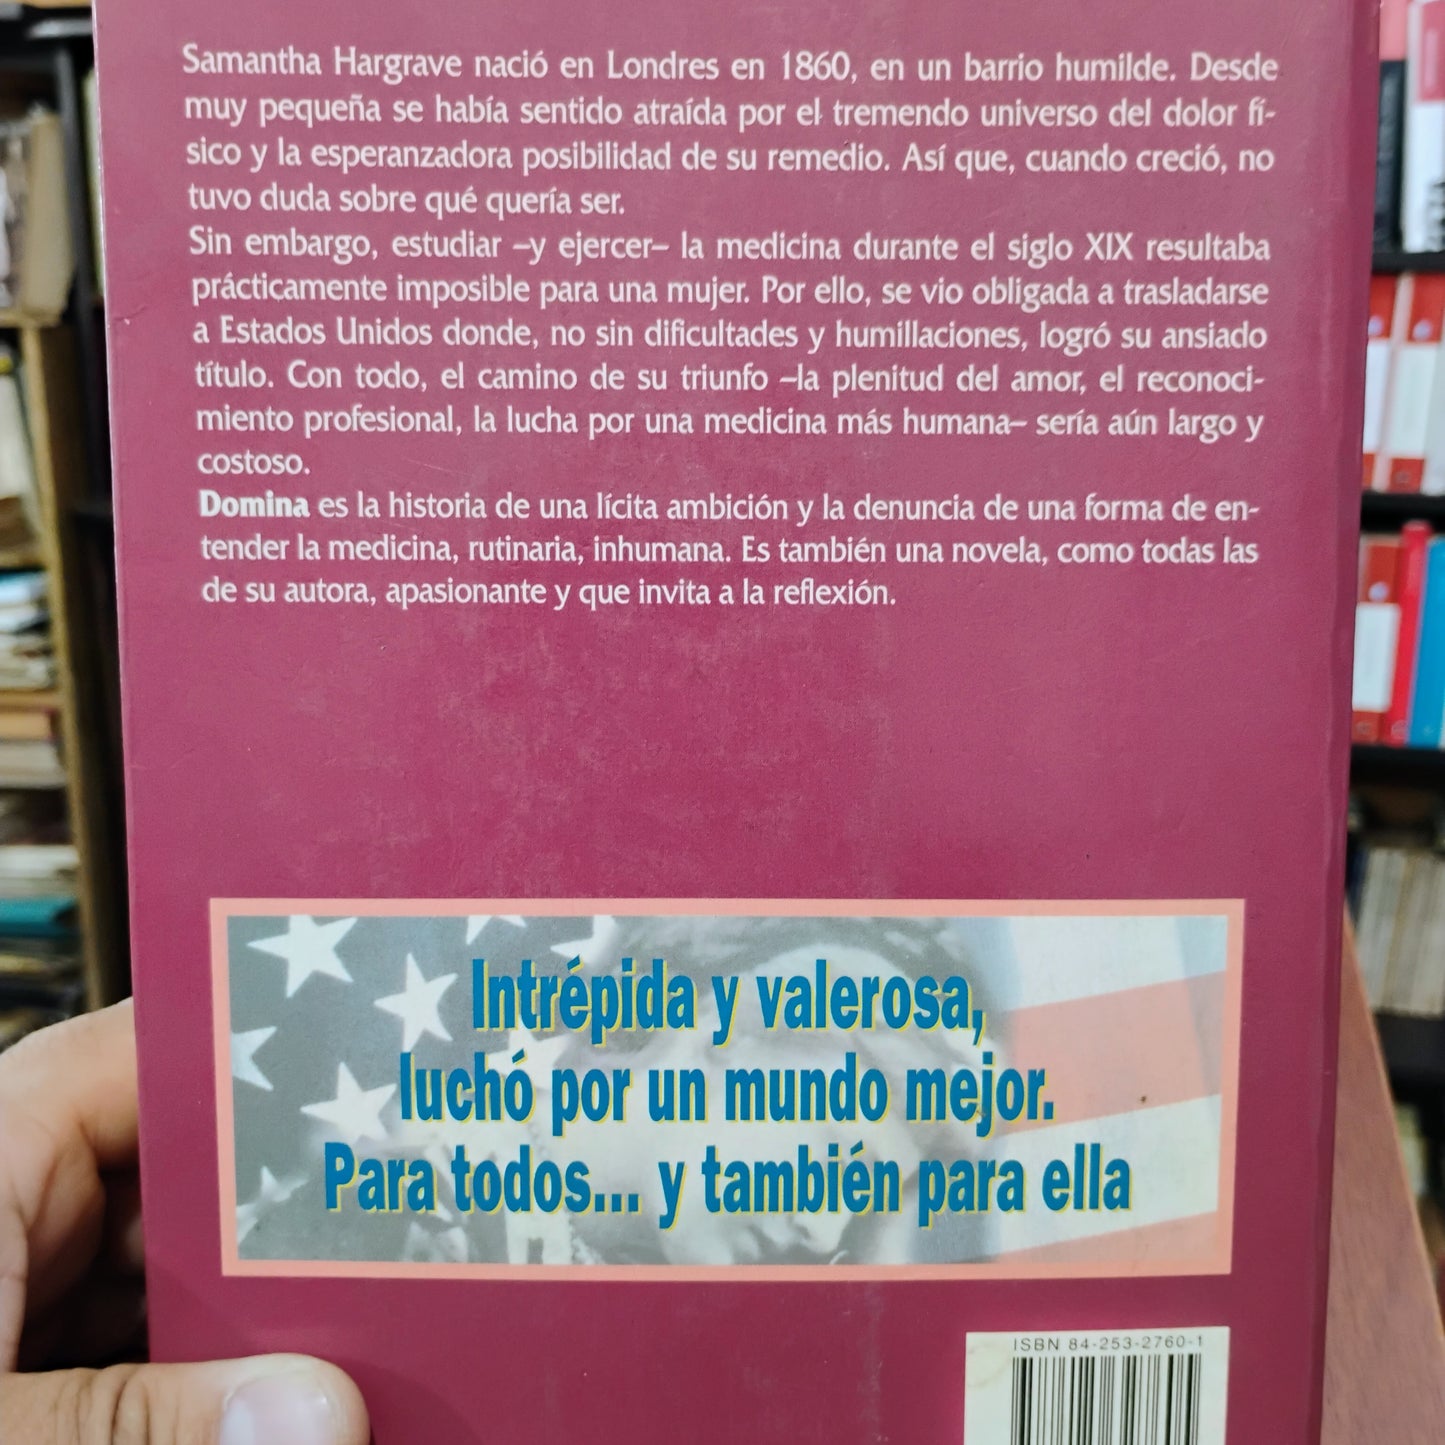 Samantha Hargrave nació en Londres en 1860, en un barrio humilde. Desde
muy pequeña se había sentido atraída por el tremendo universo del dolor fí-
sico y la esperanzadora posibilidad de su remedio. Así que, cuando creció, no
tuvo duda sobre qué quería ser.
Sin embargo, estudiar –y ejercer– la medicina durante el siglo XIX resultaba
prácticamente imposible para una mujer. Por ello, se vio obligada a trasladarse
a Estados Unidos donde, no sin dificultades y humillaciones, logró su ansiado
título. Con todo, el camino de su triunfo –la plenitud del amor, el reconoci-
miento profesional, la lucha por una medicina más humana– sería aún largo y
costoso.
Domina es la historia de una lícita ambición y la denuncia de una forma de en-
tender la medicina, rutinaria, inhumana. Es también una novela, como todas las
de su autora, apasionante y que invita a la reflexión.
Intrépida y valerosa,
luchó por un mundo mejor.
Para todos... y también para ella
ISBN 84-253-2760-1